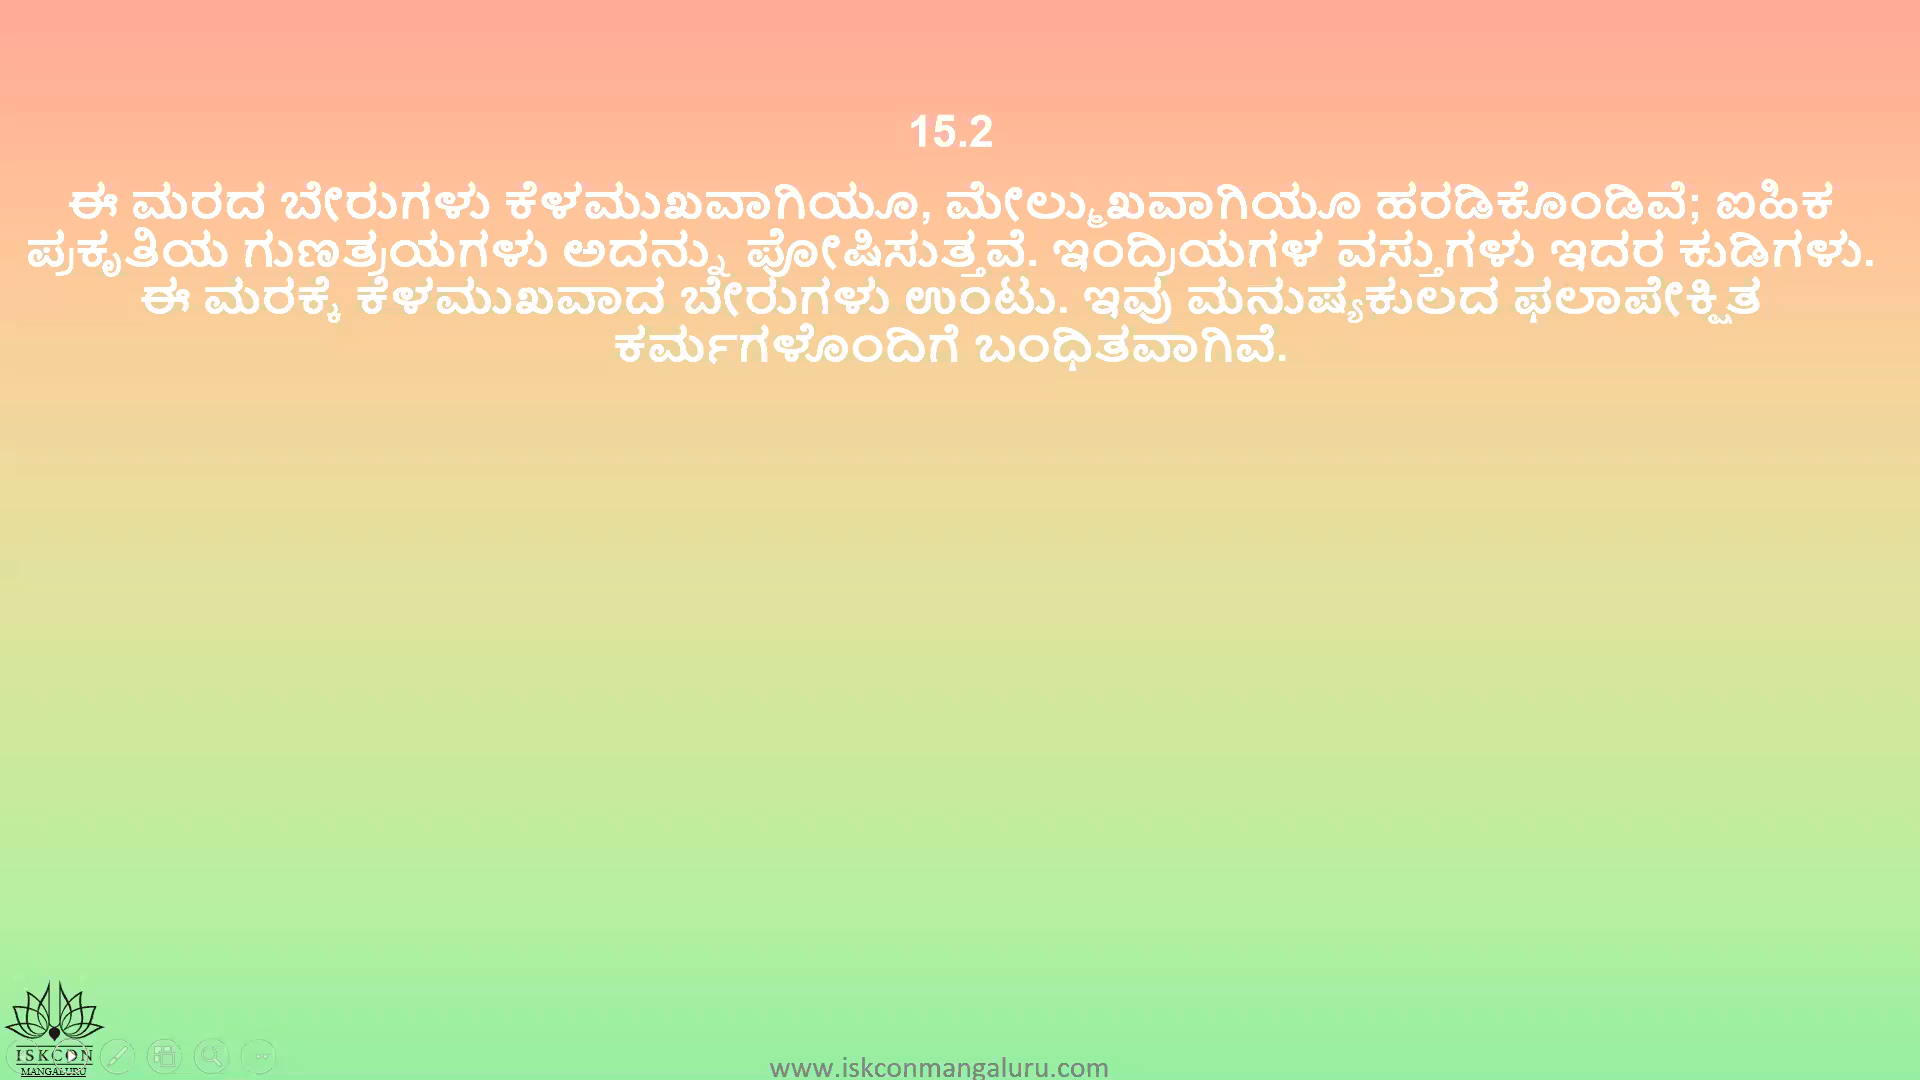 15.2
ಈ ಮರದ ಬೇರುಗಳು ಕೆಳಮುಖವಾಗಿಯೂ, ಮೇಲ್ಮುಖವಾಗಿಯೂ ಹರಡಿಕೊಂಡಿವೆ; ಐಹಿಕ
ಪ್ರಕೃತಿಯ ಗುಣತ್ರಯಗಳು ಅದನ್ನು ಪೋಷಿಸುತ್ತವೆ. ಇಂದ್ರಿಯಗಳ ವಸ್ತುಗಳು ಇದರ ಕುಡಿಗಳು.
ಈ ಮರಕ್ಕೆ ಕೆಳಮುಖವಾದ ಬೇರುಗಳು ಉಂಟು. ಇವು ಮನುಷ್ಯಕುಲದ ಫಲಾಪೇಕ್ಷಿತ
ಕರ್ಮಗಳೊಂದಿಗೆ ಬಂಧಿತವಾಗಿವೆ.
ISKCON
MANGALURU
www.iskconmangaluru.com